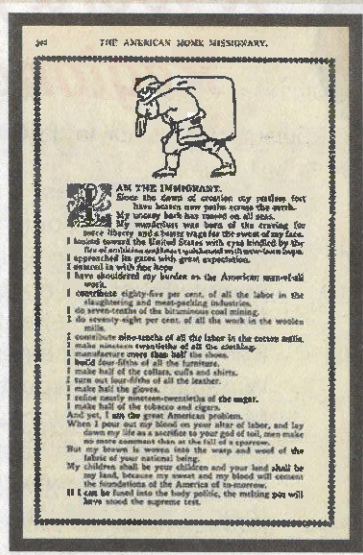 THE AMERICAN HOME MISSIONARY.
I AM THE IMMIGRANT.
Since the dawn of creation my restless feet
have beaten new paths across the earth.
My uneasy bark has tossed on all seas.
My wanderlust was born of the craving for
more liberty and a better wage for the sweat of my face.
I looked toward the United States with eyes kindled by the
fire of ambition and heart quickened with new-born hope.
I approached its gates with great expectation.
I entered in with fine hope
I have shouldered my burden as the American man-of-all
work.
I contribute eighty-five per cent. of all the labor in the
slaughtering and meat-packing industries.
I do seven-tenths of the bituminous coal mining.
I do seventy-eight per cent. of all the work in the woolen
mills.
I contribute nine-tenths of all the labor in the cotton mills.
I make nineteen twentieths of all the clothing.
I manufacture more than half the shoes.
I build four-fifths of all the furniture.
I make half of the collars, cuffs and shirts.
I turn out four-fifths of all the leather.
I make half the gloves.
I refine nearly nineteen-twentieths of the sugar.
I make half of the tobacco and cigars.
And yet, I am the great American problem.
When I pour out my blood on your altar of labor, and lay
down my life as a sacrifice to your god of toil, men make
no more comment than at the fall of a sparrow.
But my brawn is woven into the warp and woof of the
fabric of your national being.
My children shall be your children and your land shall be
my land, because my sweat and my blood will cement
the foundations of the America of to-morrow.
If I can be fused into the body politic, the melting pot will
have stood the supreme test.